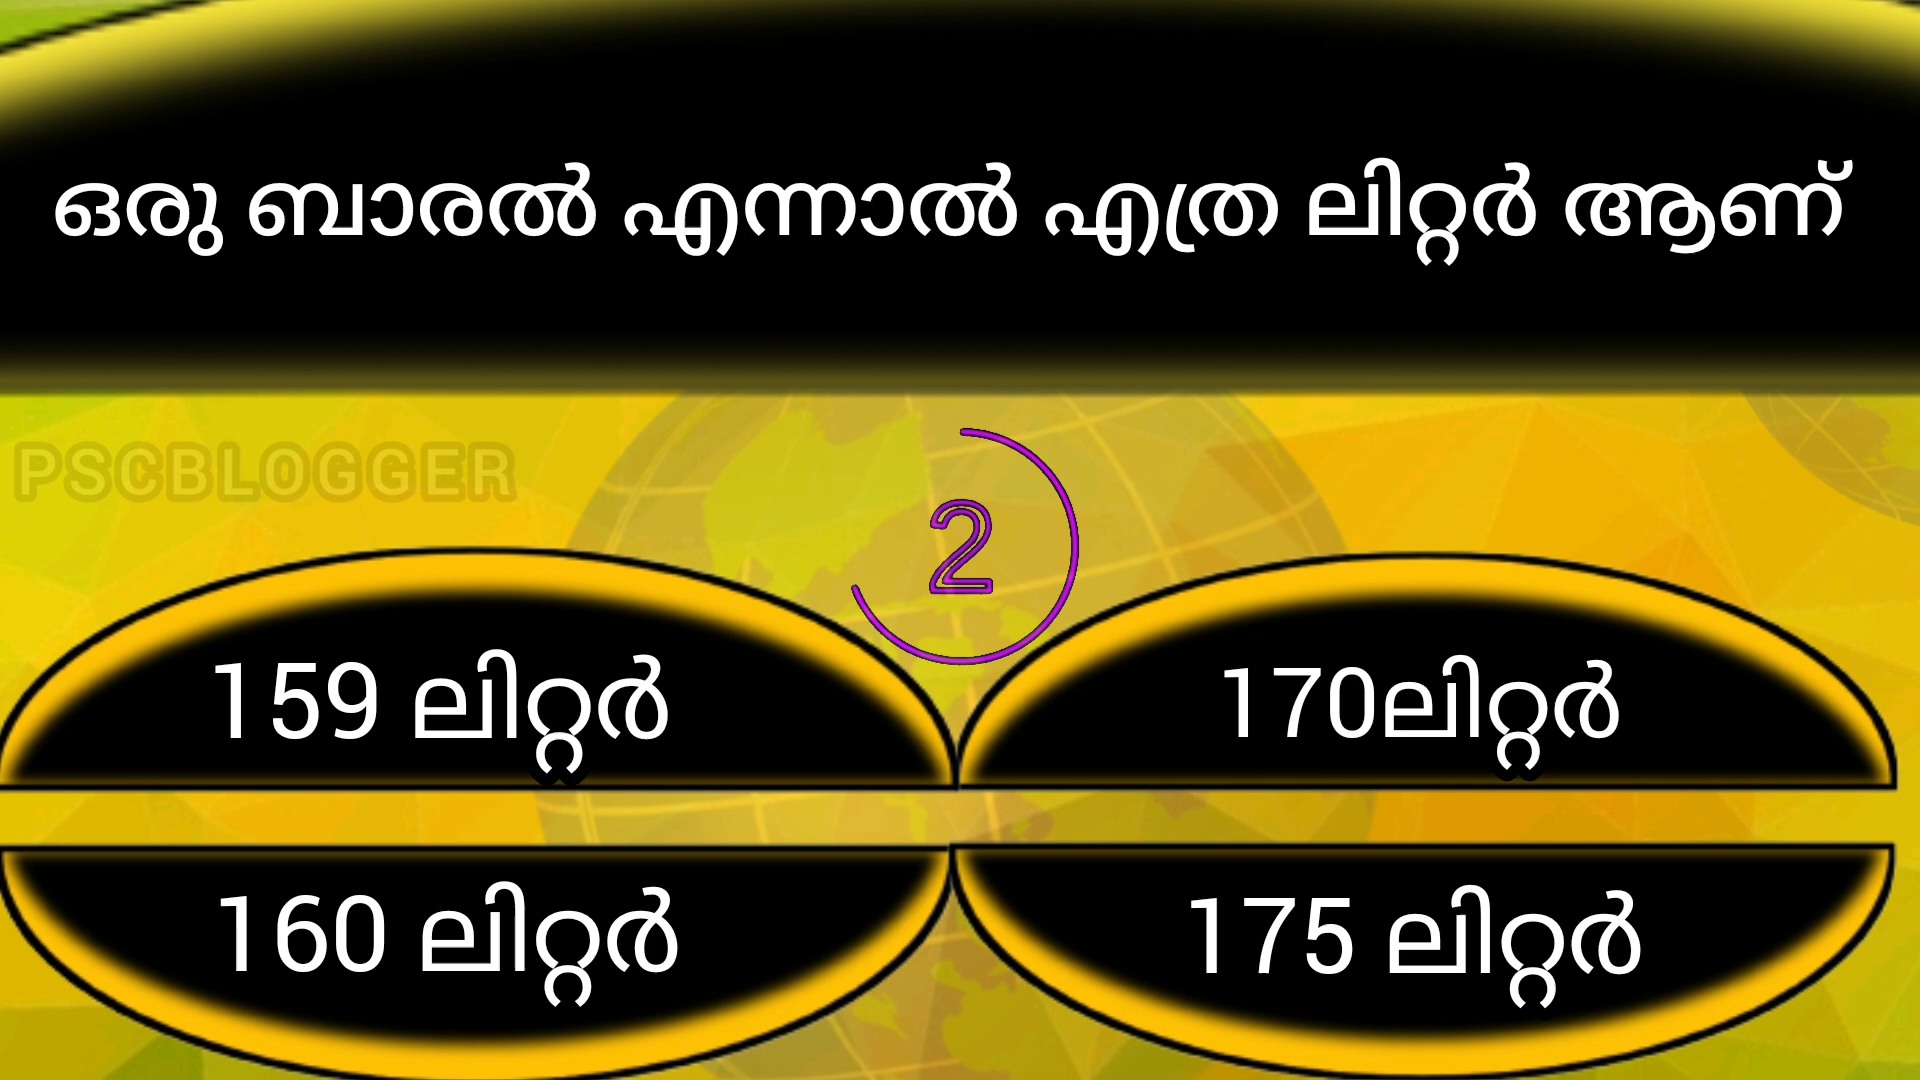 ഒരു ബാരൽ എന്നാൽ എത്ര ലിറ്റർ ആണ്
PSCBLOGGER
2
159 ലിറ്റർ
170ലിറ്റർ
160 ലിറ്റർ
175 ലിറ്റർ